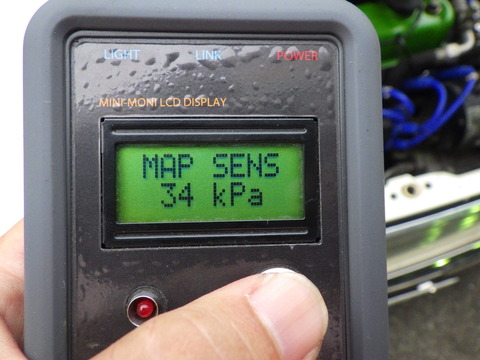 LIGHT LINK POWER
MINI-MONI LCD DISPLAY
MAP SENS
34 kPa